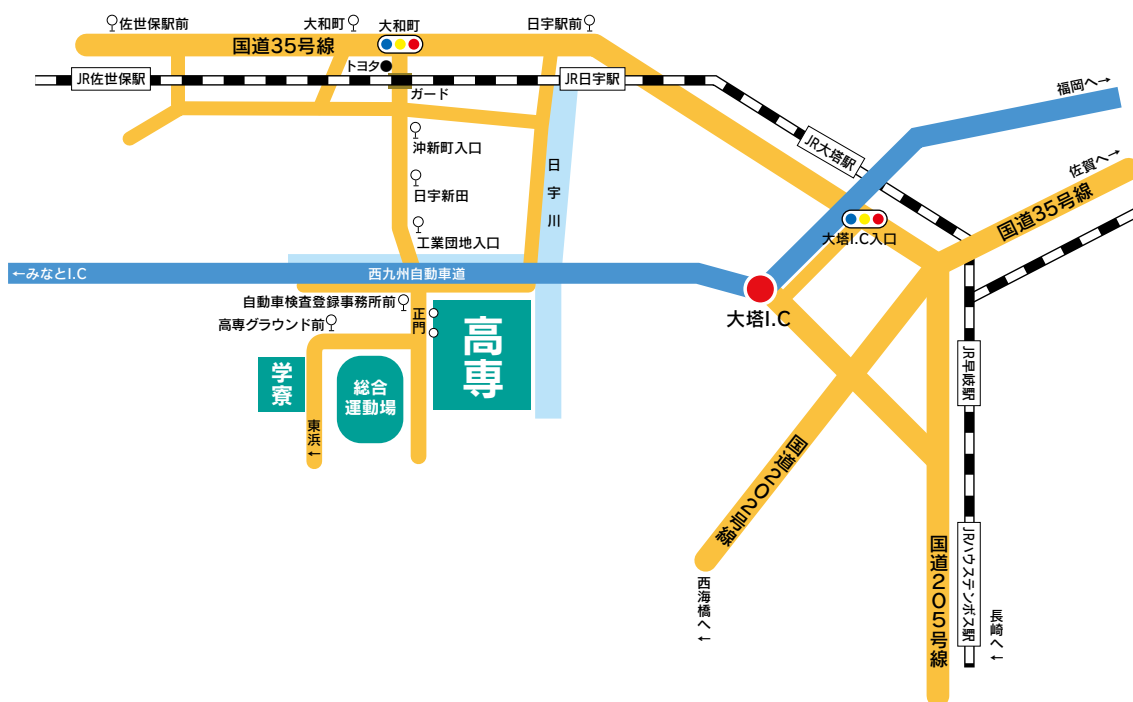 佐世保駅前
大和町
大和町
日宇駅前
国道35号線
トヨタ
JR佐世保駅
ガード
JR日宇駅
福岡へ→
沖新町入口
JR大塔駅
佐賀へ→
日宇新田
日宇川
国道35号線
工業団地入口
大塔I.C入口
←みなとI.C
西九州自動車道
自動車検査登録事務所前
高専グラウンド前
正門
高専
大塔I.C
学寮
総合
運動場
JR早岐駅
東浜←
国道202号線
国道205号線
JRハウステンボス駅
西海橋へ←
長崎へ←